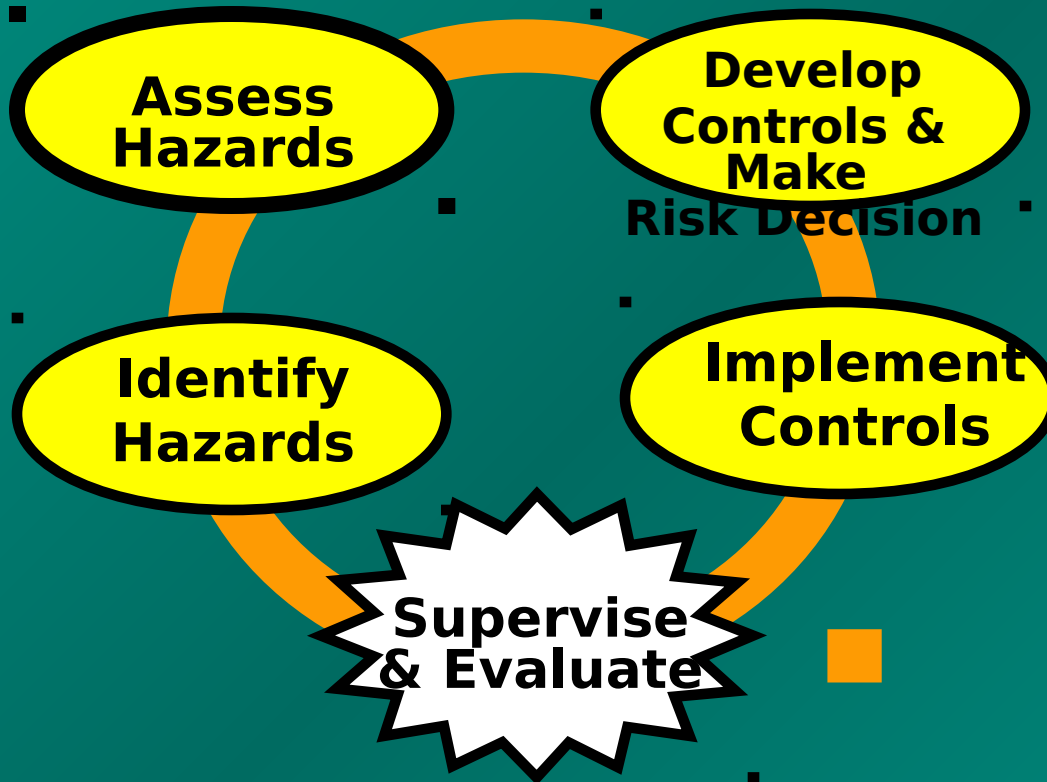 Assess
Hazards
Develop
Controls &
Make
Risk Decision
Identify
Hazards
Implement
Controls
Supervise
& Evaluate